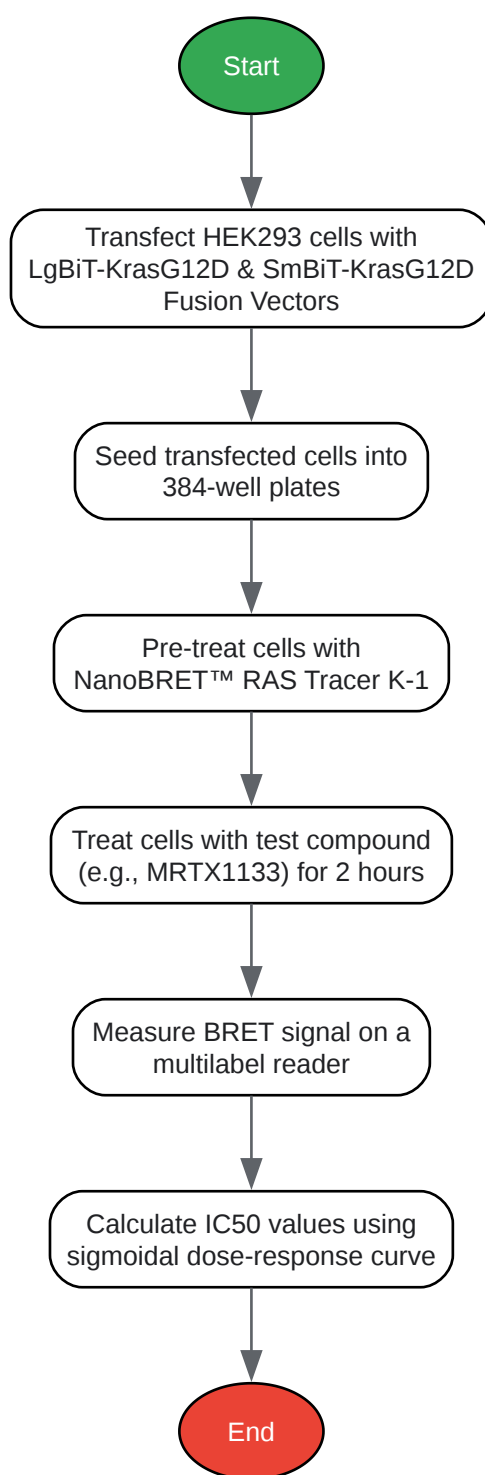 Start
Transfect HEK293 cells with
LgBiT-KrasG12D & SmBiT-KrasG12D
Fusion Vectors
Seed transfected cells into
384-well plates
Pre-treat cells with
NanoBRET™ RAS Tracer K-1
Treat cells with test compound
(e.g., MRTX1133) for 2 hours
Measure BRET signal on a
multilabel reader
Calculate IC50 values using
sigmoidal dose-response curve
End